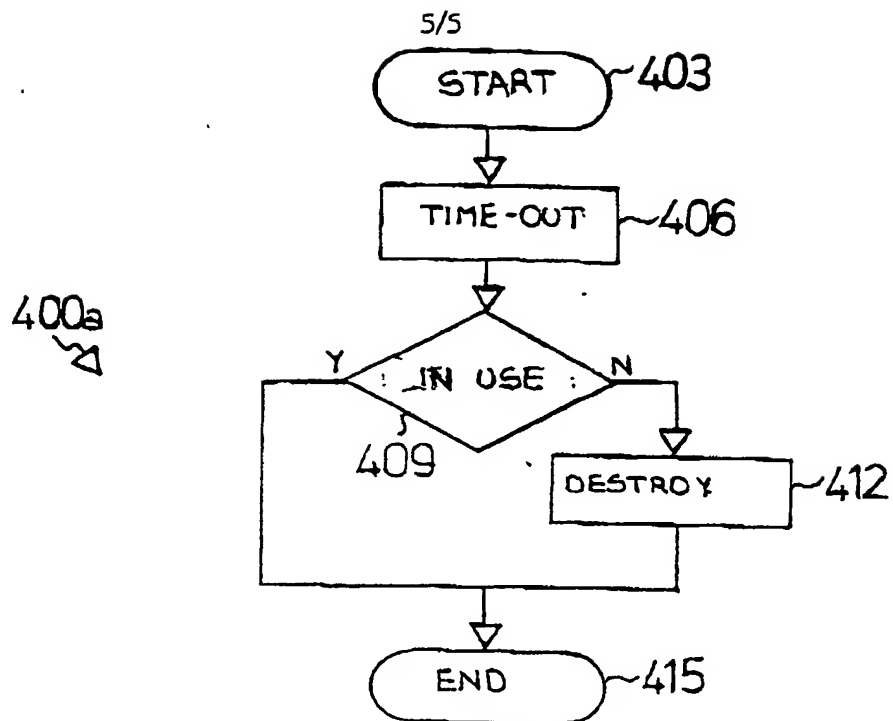 5/5
START 403
TIME-OUT 406
400a
Y IN USE N
409
DESTROY 412
END 415